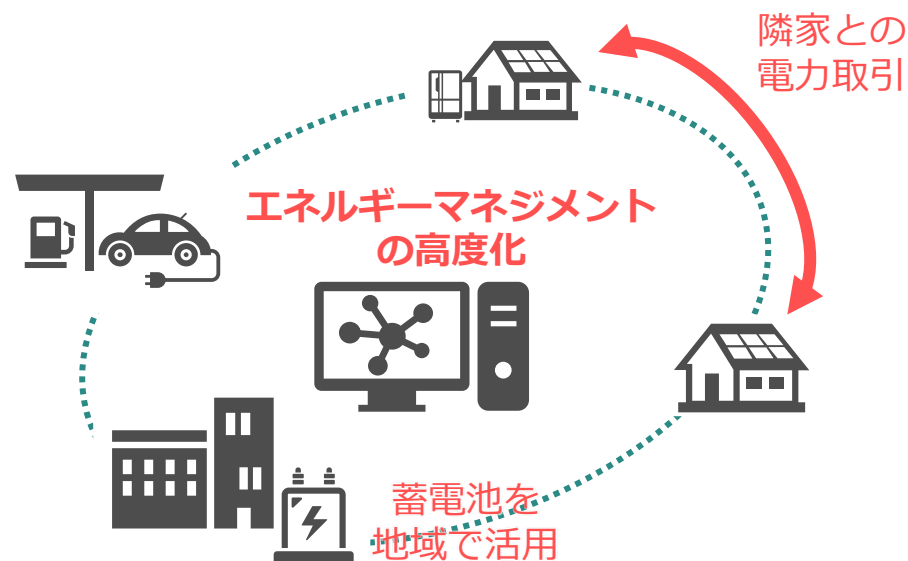 隣家との
電力取引
エネルギーマネジメント
の高度化
蓄電池を
地域で活用